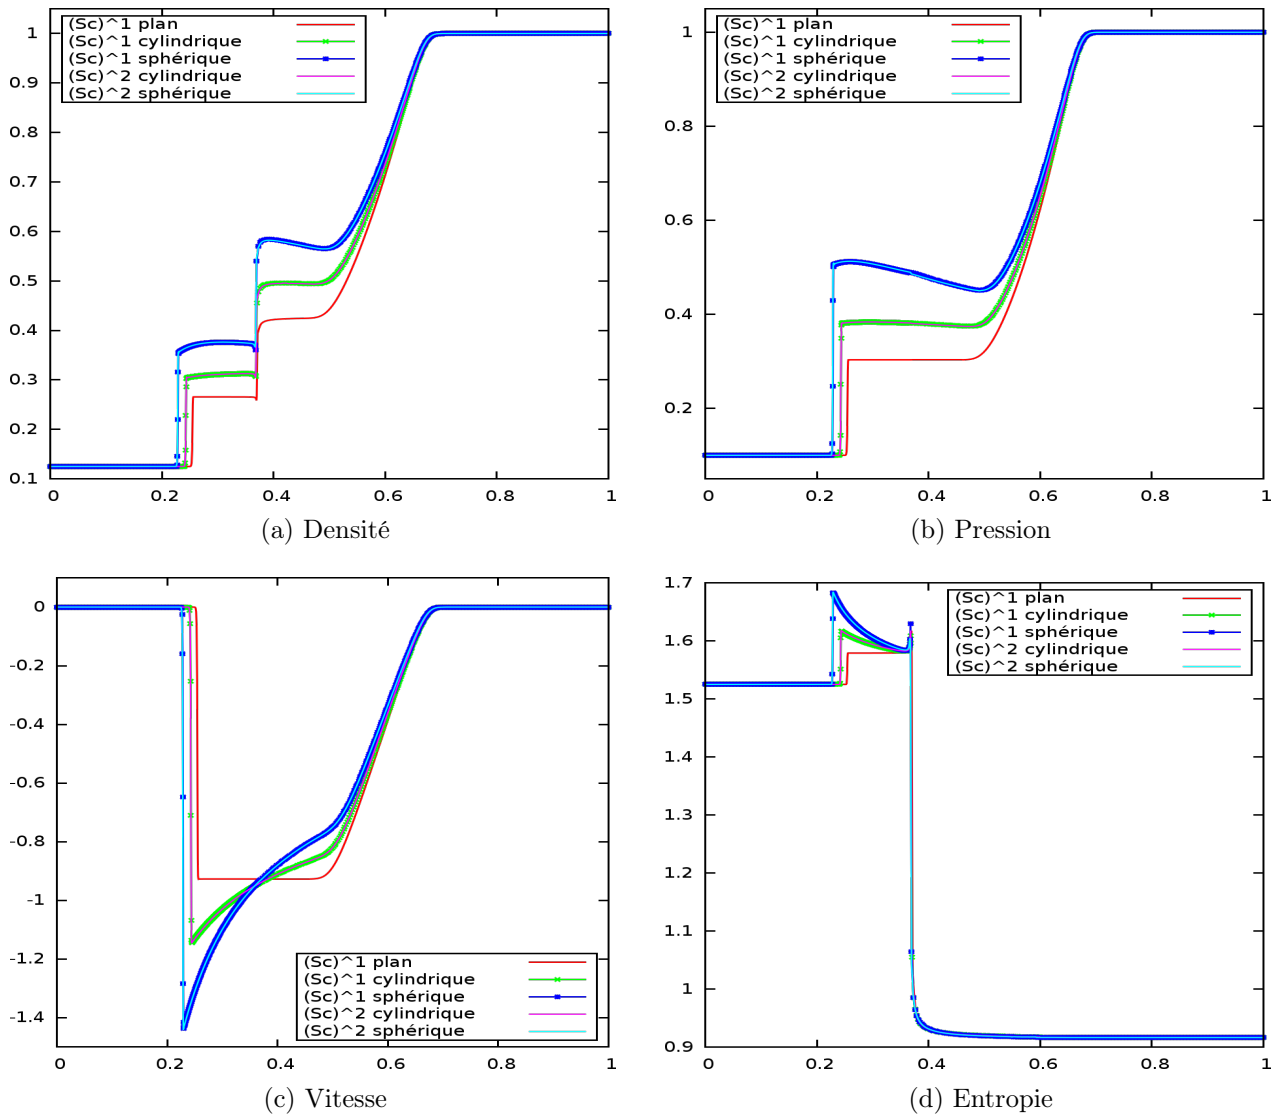 (Sc)^1 plan
(Sc)^1 cylindrique
(Sc)^1 sphérique
(Sc)^2 cylindrique
(Sc)^2 sphérique
1
0.9
0.8
0.7
0.6
0.5
0.4
0.3
0.2
0.1
0 0.2 0.4 0.6 0.8 1
(a) Densité
(Sc)^1 plan
(Sc)^1 cylindrique
(Sc)^1 sphérique
(Sc)^2 cylindrique
(Sc)^2 sphérique
1
0.8
0.6
0.4
0.2
0 0.2 0.4 0.6 0.8 1
(b) Pression
0
-0.2
-0.4
-0.6
-0.8
-1
-1.2
-1.4
(Sc)^1 plan
(Sc)^1 cylindrique
(Sc)^1 sphérique
(Sc)^2 cylindrique
(Sc)^2 sphérique
0 0.2 0.4 0.6 0.8 1
(c) Vitesse
(Sc)^1 plan
(Sc)^1 cylindrique
(Sc)^1 sphérique
(Sc)^2 cylindrique
(Sc)^2 sphérique
1.7
1.6
1.5
1.4
1.3
1.2
1.1
1
0.9
0 0.2 0.4 0.6 0.8 1
(d) Entropie